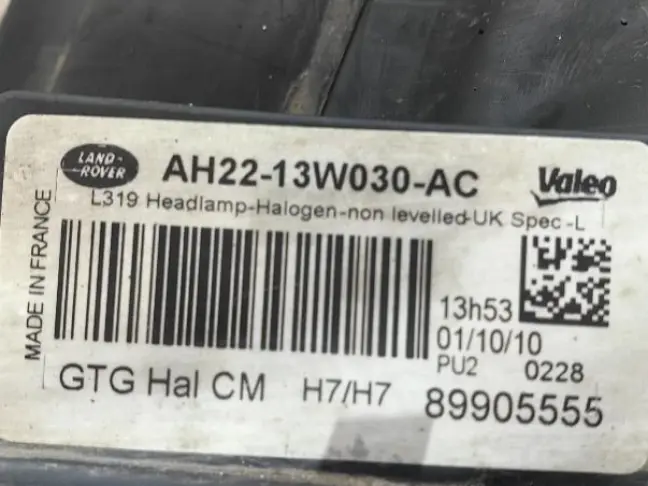 LAND-
ROVER
AH22-13W030-AC
Valeo
L319 Headlamp-Halogen-non levelled-UK Spec-L
MADE IN FRANCE
13h53
01/10/10
PU2 0228
GTG Hal CM H7/H7 89905555